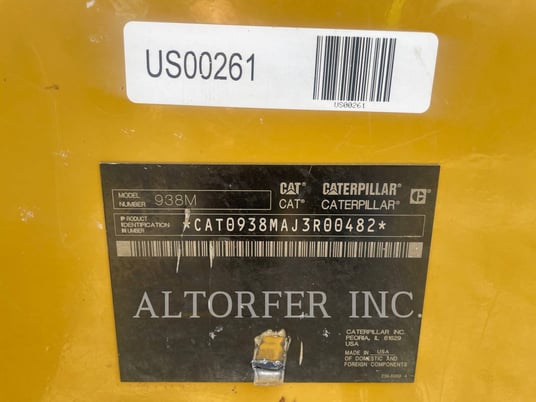 US00261
US00261
MODEL NUMBER 938M
CAT® CATERPILLAR®
CAT® CATERPILLAR®
PRODUCT IDENTIFICATION NUMBER *CAT0938MAJ3R00482*
ALTORFER INC.
CATERPILLAR INC.
PEORIA, IL 61629
USA
MADE IN USA
OF DOMESTIC AND
FOREIGN COMPONENTS